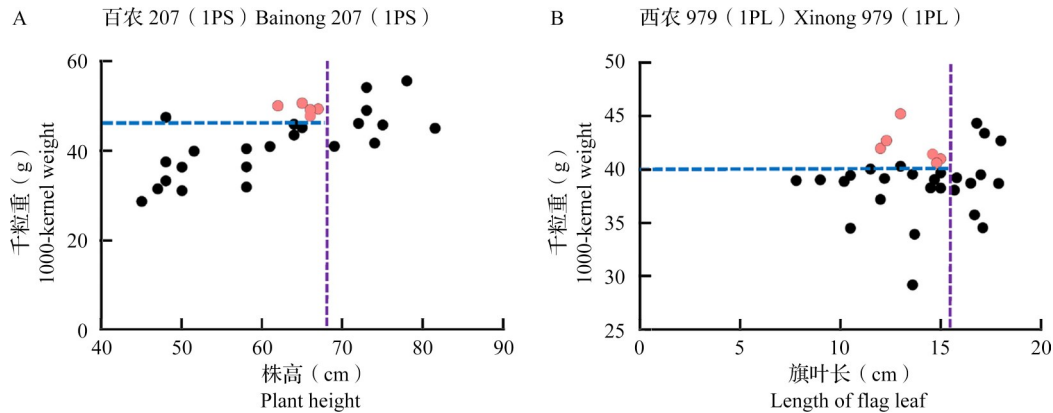 A
百农 207（1PS）Bainong 207（1PS）
60
40
20
0
千粒重（g）
1000-kernel weight
40
50
60
70
80
90
株高（cm）
Plant height
B
西农 979（1PL）Xinong 979（1PL）
50
45
40
35
30
25
千粒重（g）
1000-kernel weight
0
5
10
15
20
旗叶长（cm）
Length of flag leaf